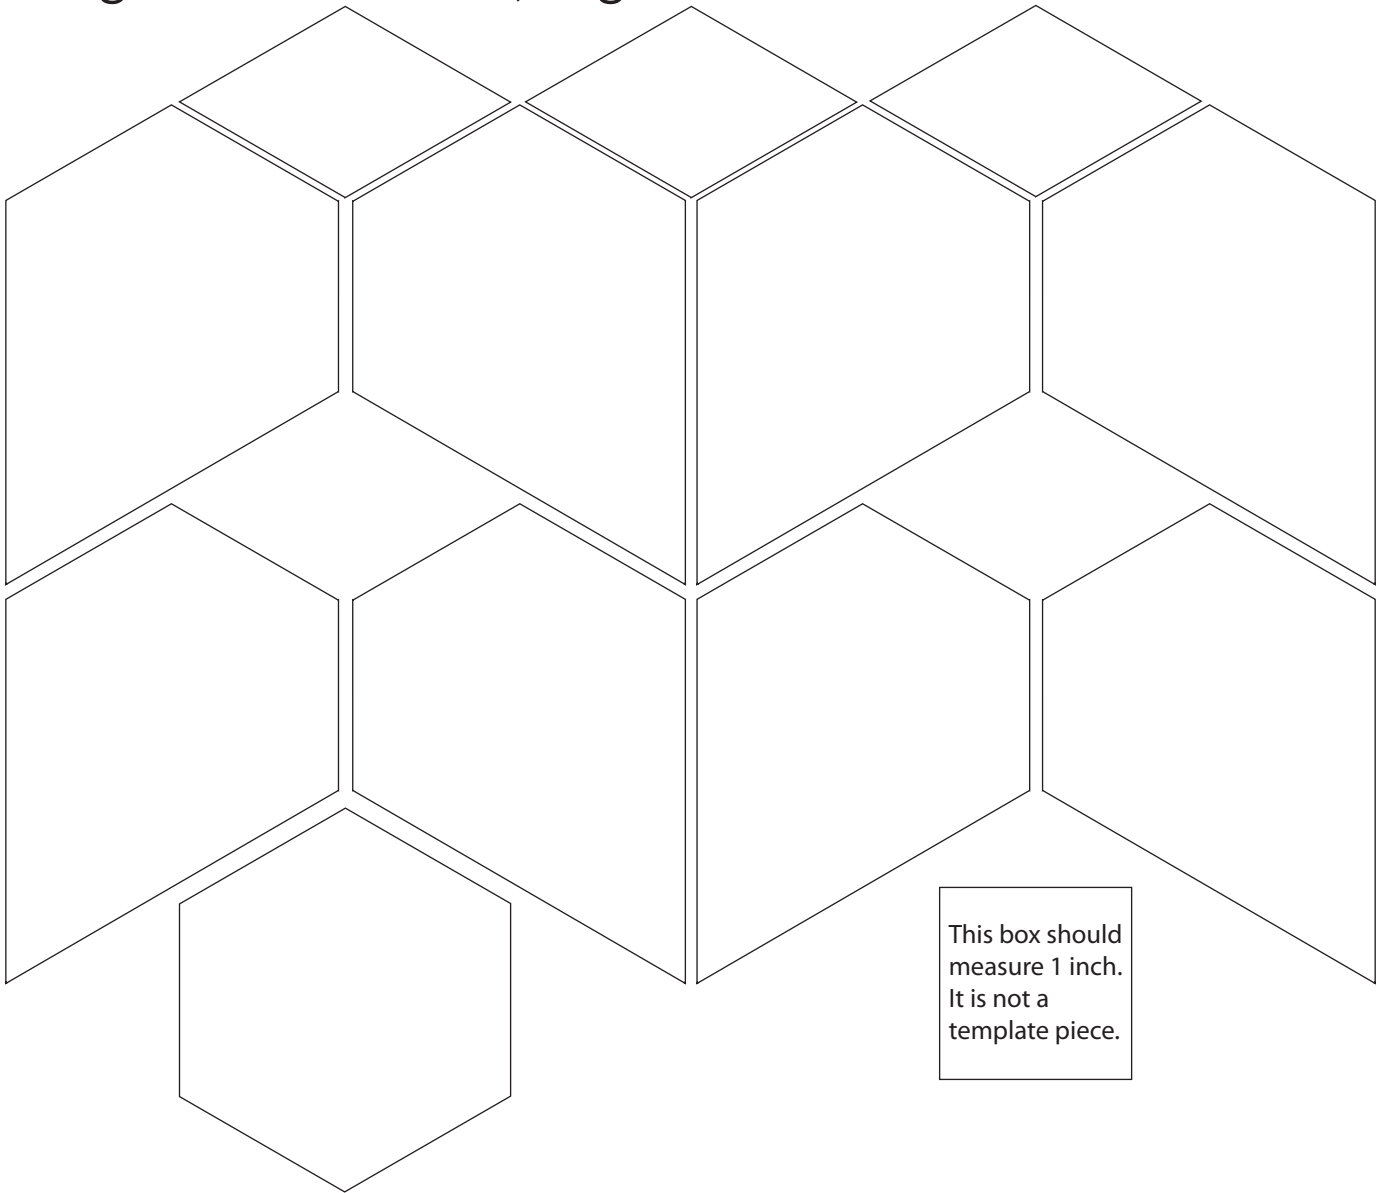 This box should
measure 1 inch.
It is not a
template piece.